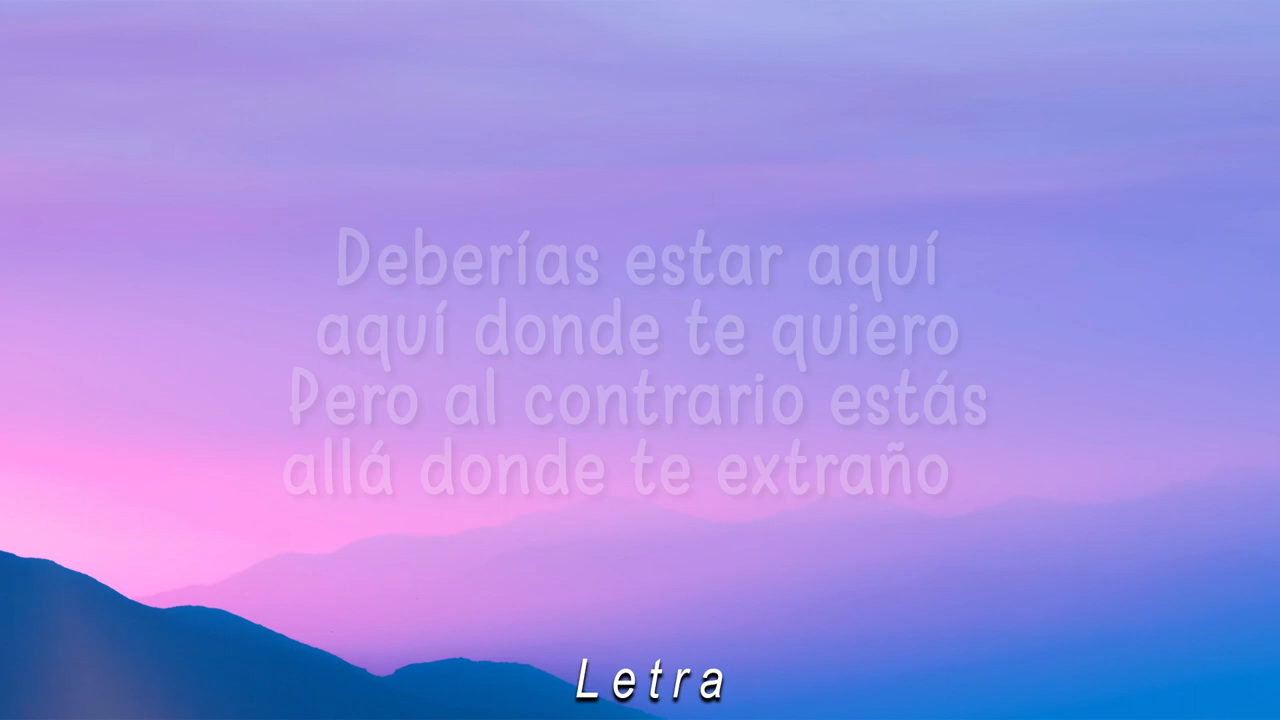 Deberías estar aquí
aquí donde te quiero
Pero al contrario estás
allá donde te extraño
Letra